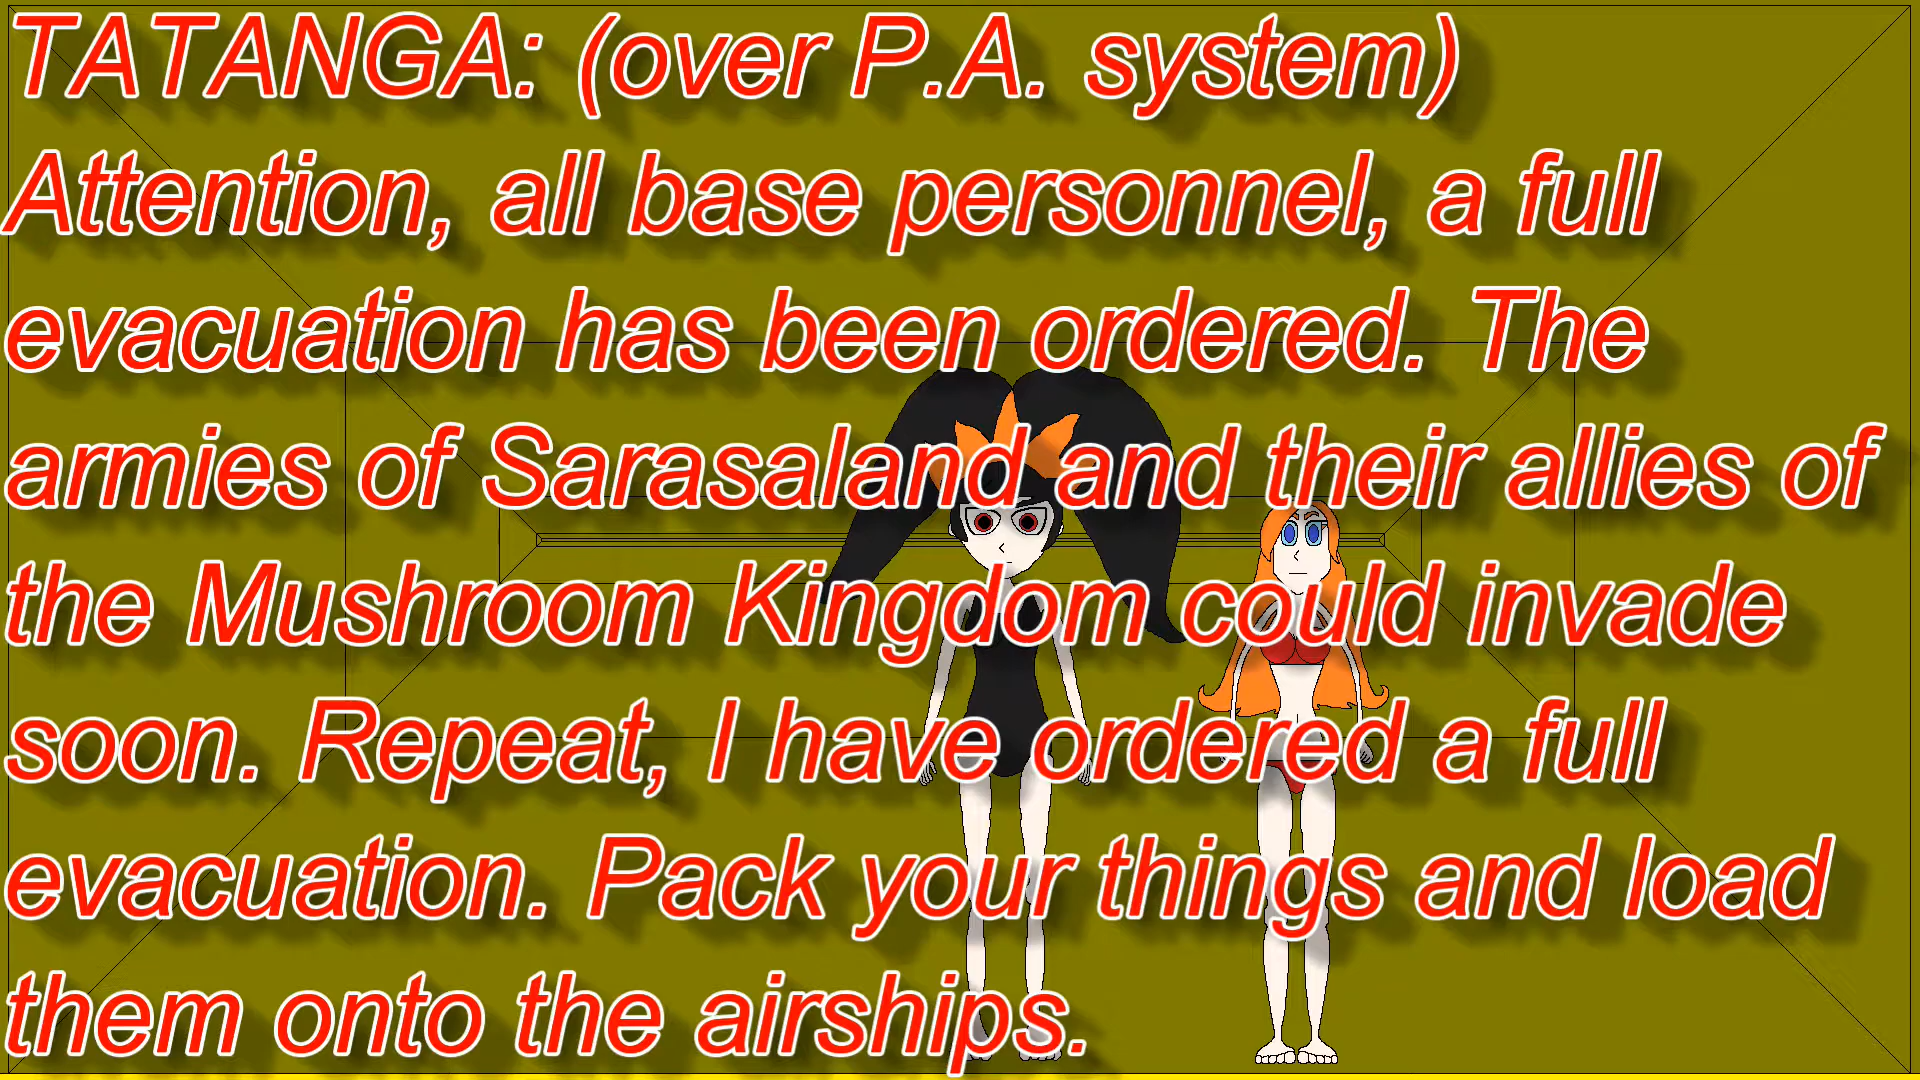 TATANGA: (over P.A. system)
Attention, all base personnel, a full
evacuation has been ordered. The
armies of Sarasaland and their allies of
the Mushroom Kingdom could invade
soon. Repeat, I have ordered a full
evacuation. Pack your things and load
them onto the airships.